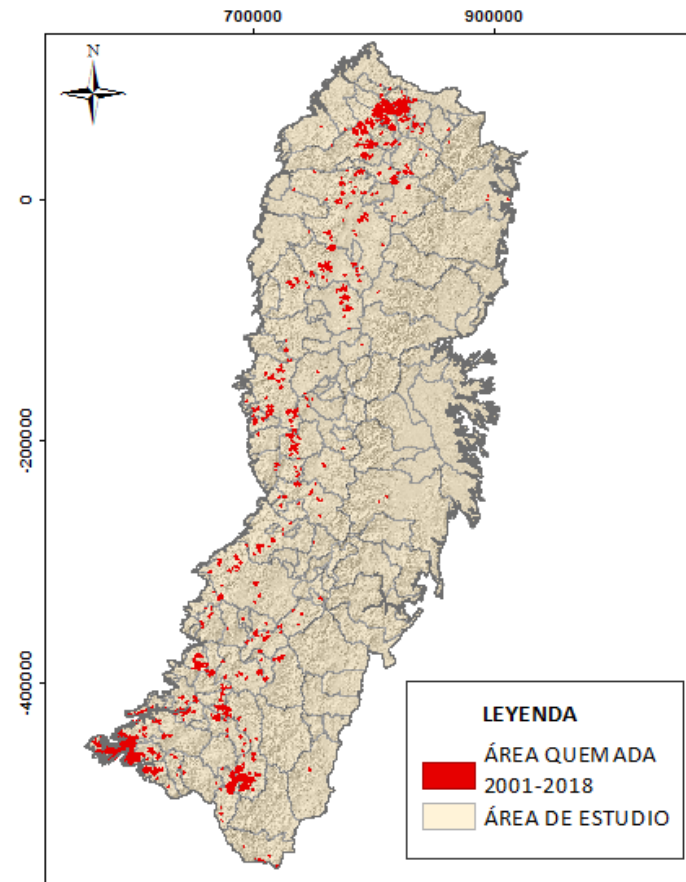 700000 900000
N
0
-200000
-400000
LEYENDA
ÁREA QUEMADA
2001-2018
ÁREA DE ESTUDIO